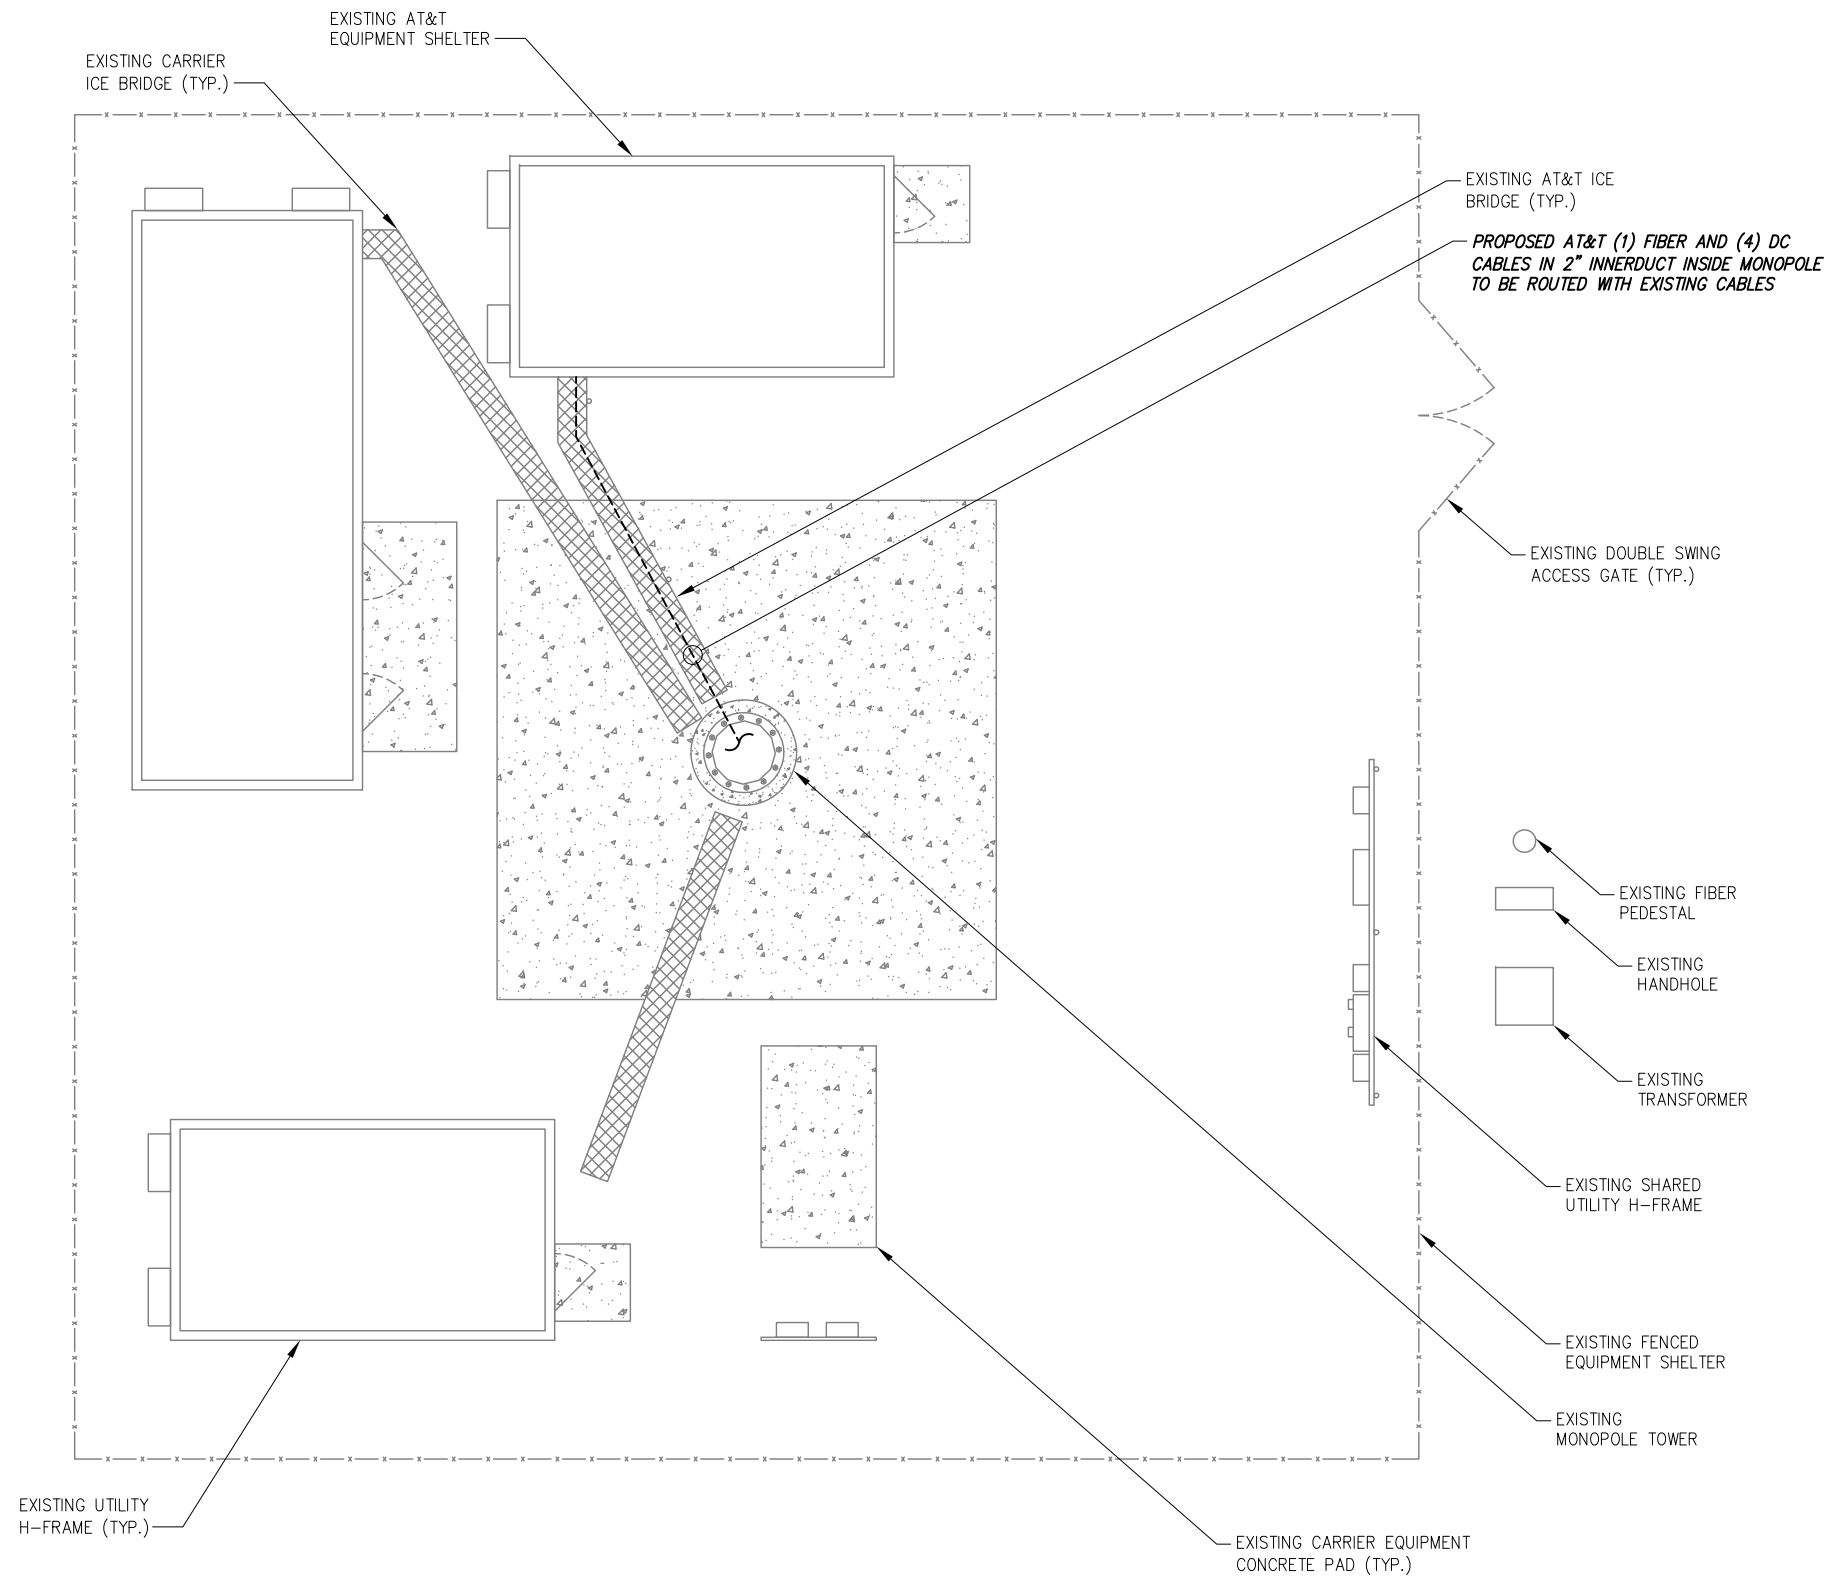 EXISTING AT&T
EQUIPMENT SHELTER
EXISTING CARRIER
ICE BRIDGE (TYP.)
EXISTING AT&T ICE
BRIDGE (TYP.)
PROPOSED AT&T (1) FIBER AND (4) DC
CABLES IN 2" INNERDUCT INSIDE MONOPOLE
TO BE ROUTED WITH EXISTING CABLES
EXISTING DOUBLE SWING
ACCESS GATE (TYP.)
EXISTING FIBER
PEDESTAL
EXISTING
HANDHOLE
EXISTING
TRANSFORMER
EXISTING SHARED
UTILITY H-FRAME
EXISTING FENCED
EQUIPMENT SHELTER
EXISTING
MONOPOLE TOWER
EXISTING UTILITY
H-FRAME (TYP.)
EXISTING CARRIER EQUIPMENT
CONCRETE PAD (TYP.)